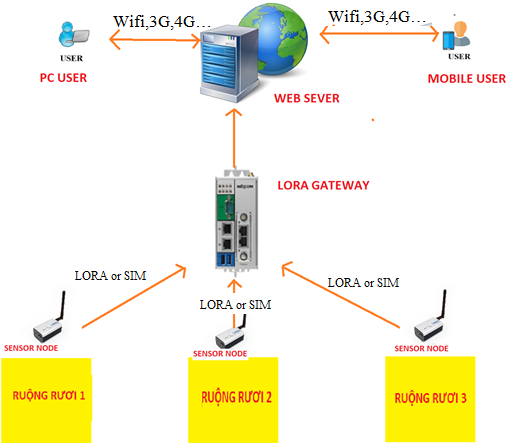 Wifi,3G,4G...
Wifi,3G,4G...
USER
USER
PC USER
MOBILE USER
WEB SEVER
LORA GATEWAY
LORA or SIM
LORA or SIM
LORA or SIM
SENSOR NODE
SENSOR NODE
SENSOR NODE
RUỘNG RƯƠI 1
RUỘNG RƯƠI 2
RUỘNG RƯƠI 3